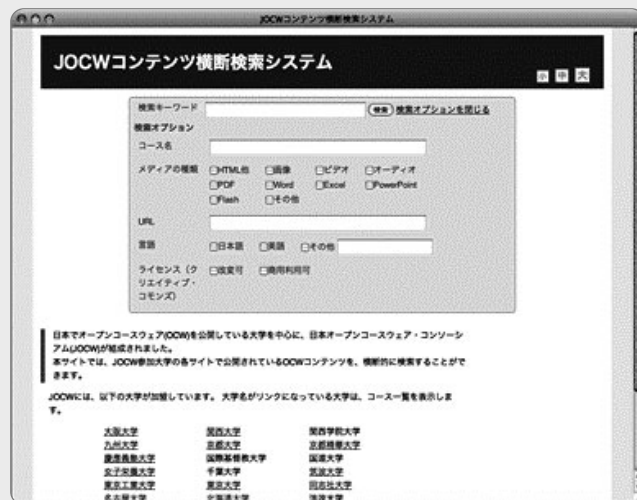 JOCWコンテンツ横断検索システム
JOCWコンテンツ横断検索システム
小 中 大
検索キーワード 検索 検索オプションを閉じる
検索オプション
コース名
メディアの種類 HTML他 画像 ビデオ オーディオ
PDF Word Excel PowerPoint
Flash その他
URL
言語 日本語 英語 その他
ライセンス（ク 改変可 商用利用可
リエイティブ・
コモンズ）
日本でオープンコースウェア(OCW)を公開している大学を中心に、日本オープンコースウェア・コンソーシ
アム(JOCW)が組成されました。
本サイトでは、JOCW参加大学の各サイトで公開されているOCWコンテンツを、横断的に検索することがで
きます。
JOCWには、以下の大学が加盟しています。 大学名がリンクになっている大学は、コース一覧を表示しま
す。
大阪大学 関西大学 関西学院大学
九州大学 京都大学 京都精華大学
慶應義塾大学 国際基督教大学
女子栄養大学 千葉大学 筑波大学
東京工業大学 東京大学 同志社大学
名古屋大学 北海道大学